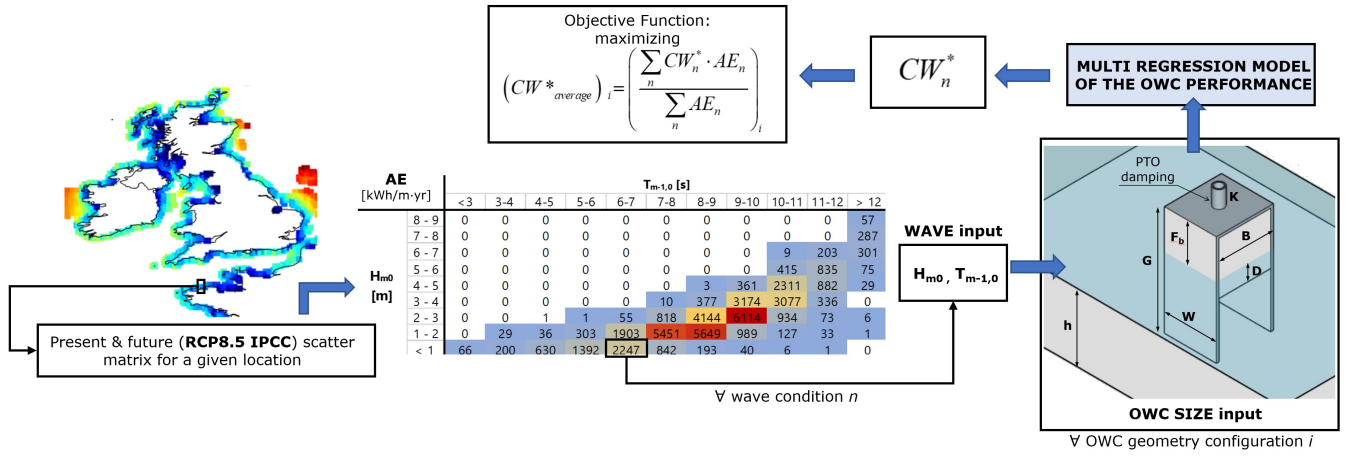 Objective Function:
maximizing
(CW*average)i = (∑n CW*n · AEn / ∑n AEn)i
CW*n
MULTI REGRESSION MODEL
OF THE OWC PERFORMANCE
Present & future (RCP8.5 IPCC) scatter
matrix for a given location
AE
[kWh/m·yr]
Tm-1,0 [s]
<3 3-4 4-5 5-6 6-7 7-8 8-9 9-10 10-11 11-12 > 12
Hm0
[m]
8 - 9 0 0 0 0 0 0 0 0 0 0 57
7 - 8 0 0 0 0 0 0 0 0 0 0 287
6 - 7 0 0 0 0 0 0 0 0 9 203 301
5 - 6 0 0 0 0 0 0 0 0 415 835 75
4 - 5 0 0 0 0 0 0 3 361 2311 882 29
3 - 4 0 0 0 0 0 10 377 3174 3077 336 0
2 - 3 0 0 1 1 55 818 4144 6114 934 73 6
1 - 2 0 29 36 303 1903 5451 5649 989 127 33 1
< 1 66 200 630 1392 2247 842 193 40 6 1 0
∀ wave condition n
WAVE input
Hm0 , Tm-1,0
PTO
damping
K
Fb
B
G
D
W
h
OWC SIZE input
∀ OWC geometry configuration i